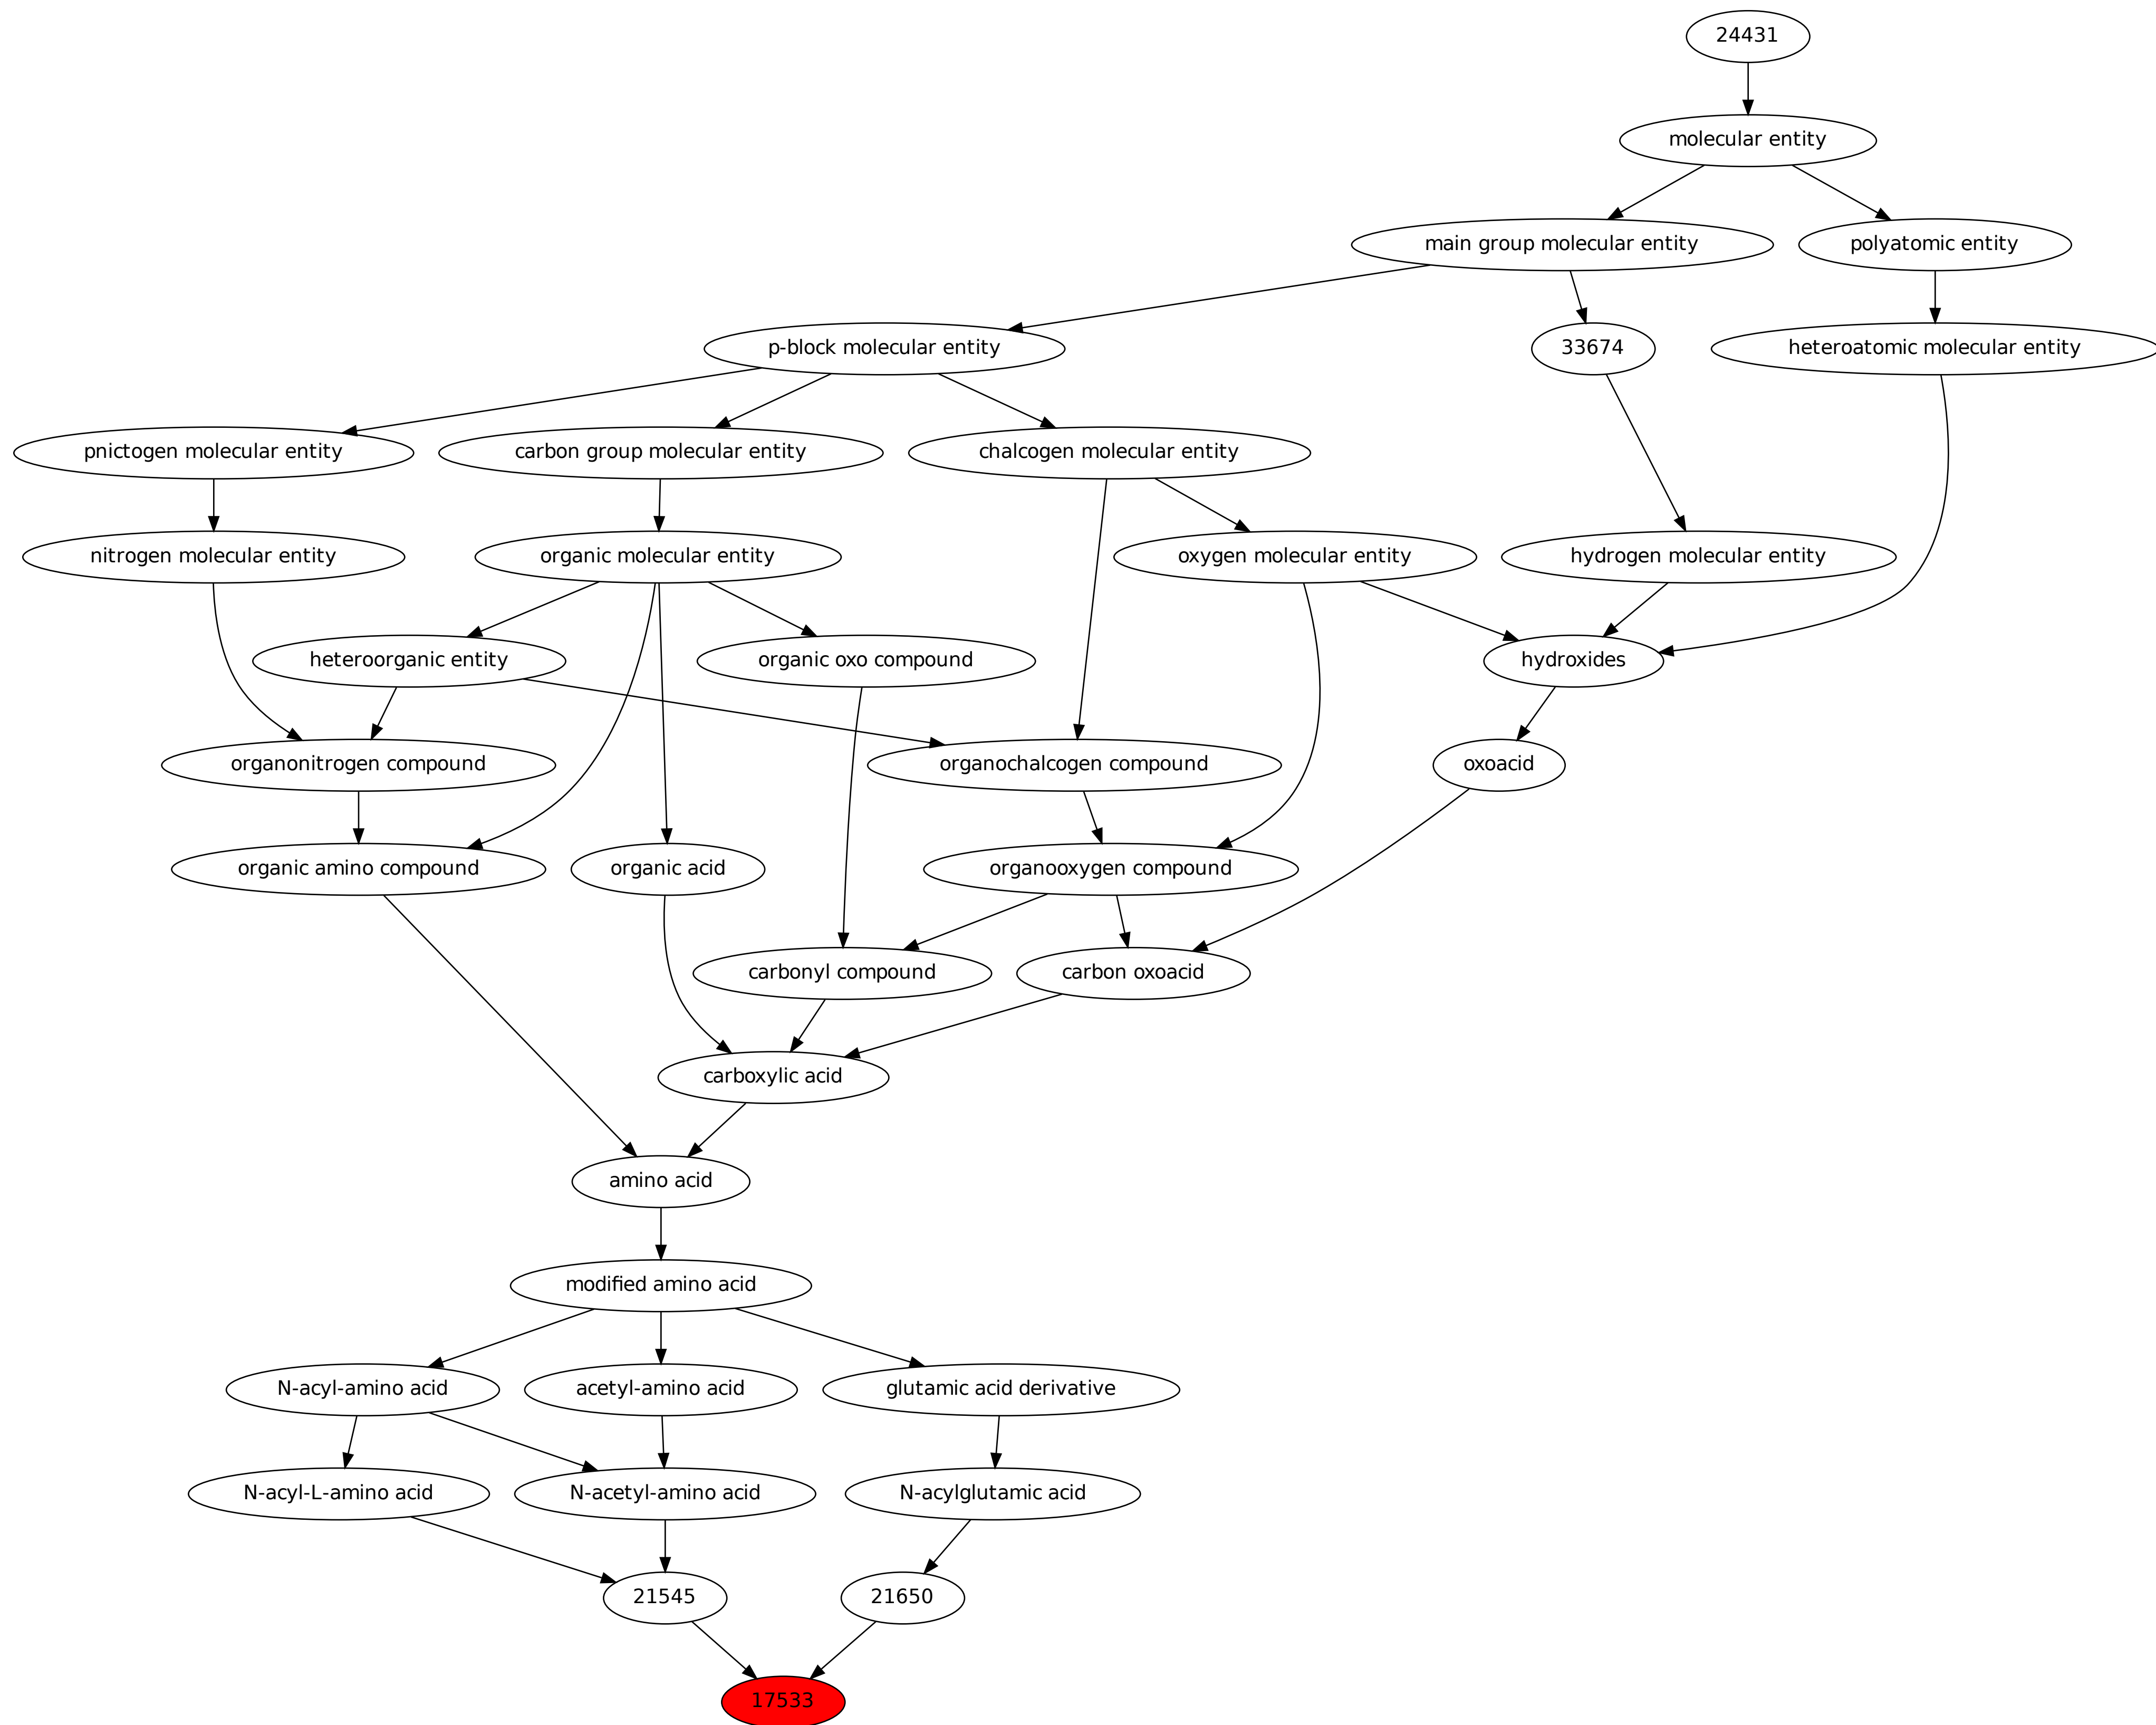 24431
molecular entity
main group molecular entity
polyatomic entity
p-block molecular entity
33674
heteroatomic molecular entity
pnictogen molecular entity
carbon group molecular entity
chalcogen molecular entity
nitrogen molecular entity
organic molecular entity
oxygen molecular entity
hydrogen molecular entity
heteroorganic entity
organic oxo compound
hydroxides
organonitrogen compound
organochalcogen compound
oxoacid
organic amino compound
organic acid
organooxygen compound
carbonyl compound
carbon oxoacid
carboxylic acid
amino acid
modified amino acid
N-acyl-amino acid
acetyl-amino acid
glutamic acid derivative
N-acyl-L-amino acid
N-acetyl-amino acid
N-acylglutamic acid
21545
21650
17533